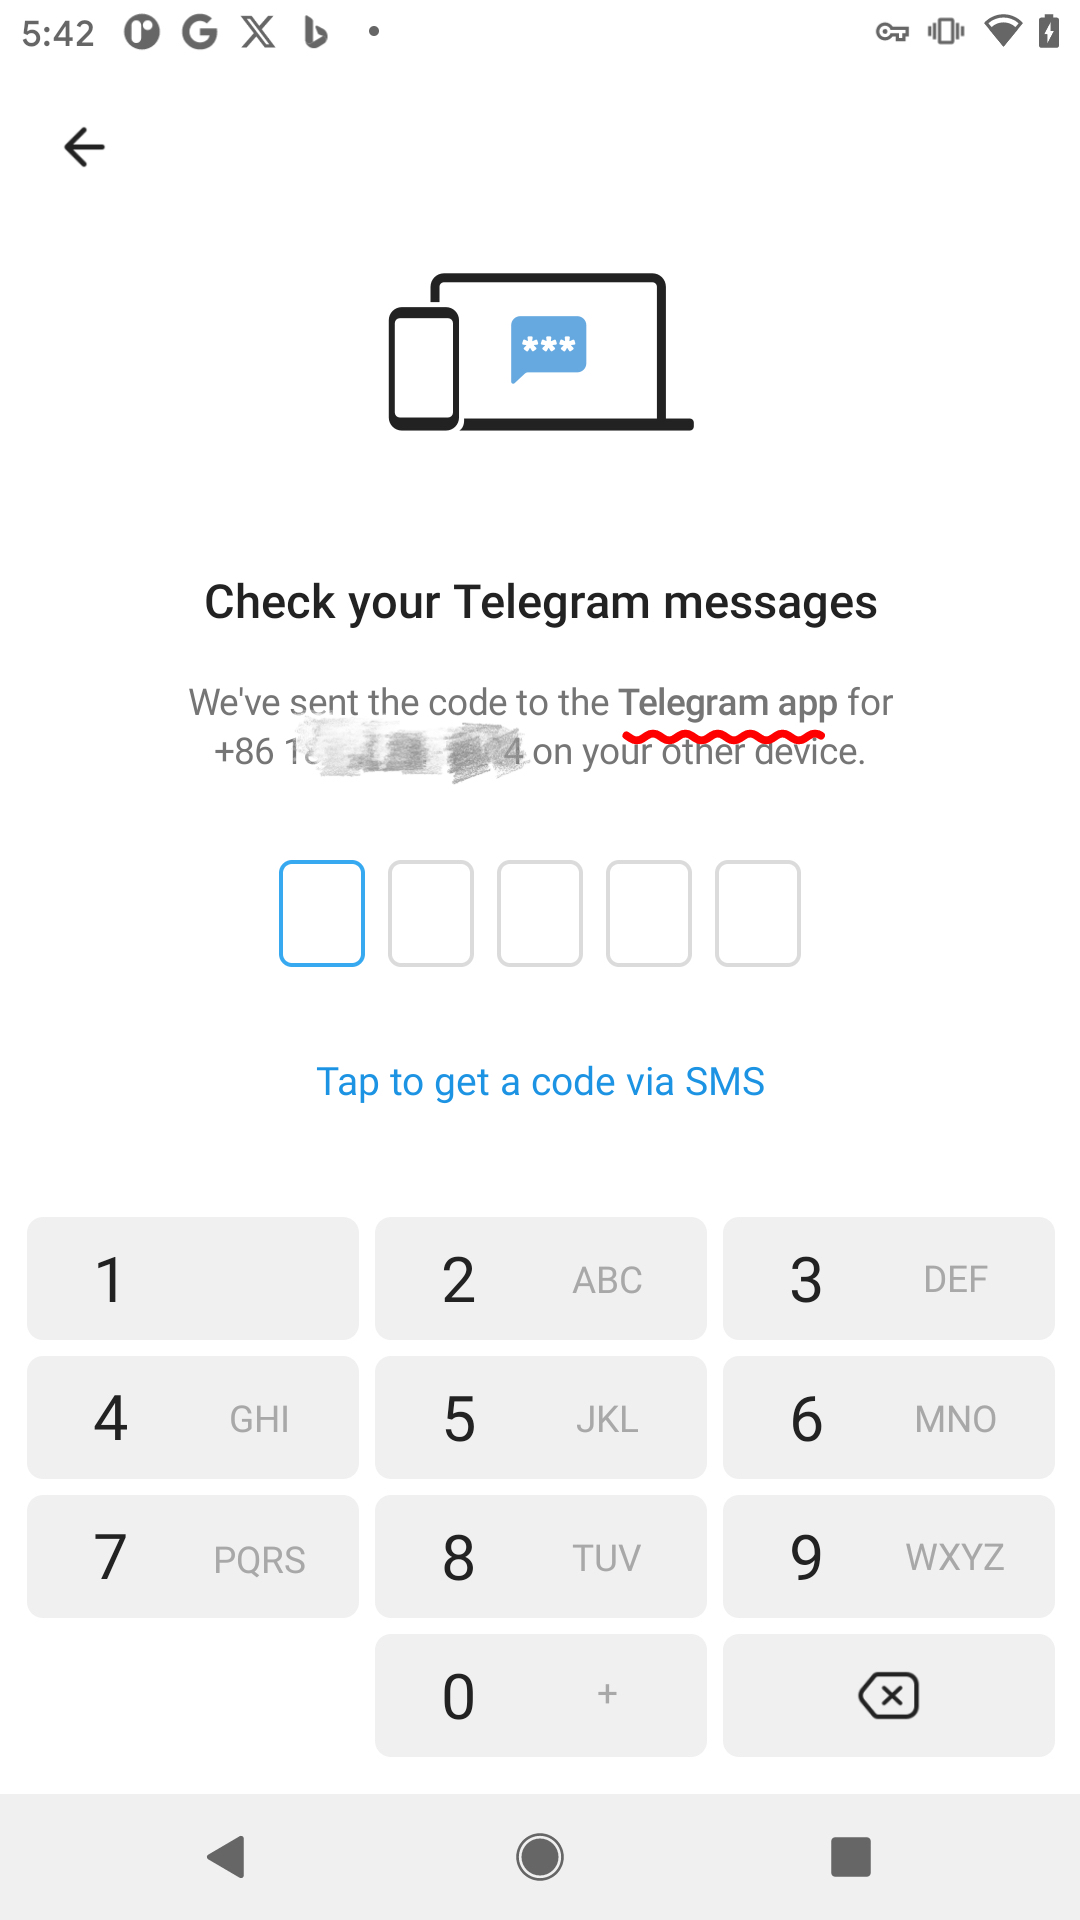 5:42
***
Check your Telegram messages
We've sent the code to the Telegram app for
+86 1 4 on your other device.
Tap to get a code via SMS
1
2 ABC
3 DEF
4 GHI
5 JKL
6 MNO
7 PQRS
8 TUV
9 WXYZ
0 +